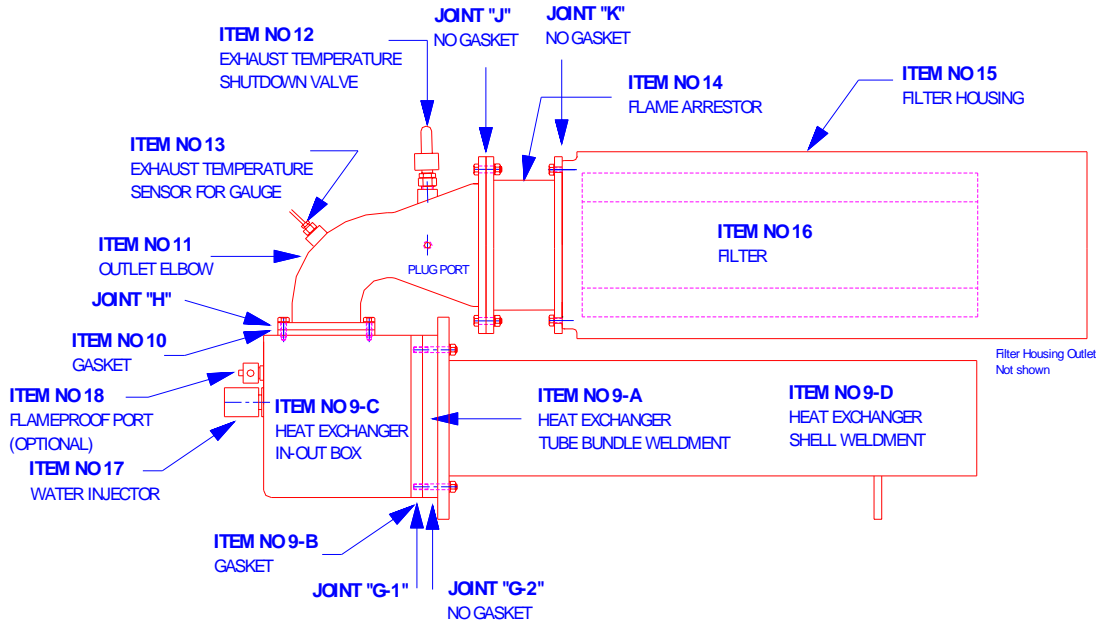 JOINT "J"
NO GASKET
JOINT "K"
NO GASKET
ITEM NO 12
EXHAUST TEMPERATURE
SHUTDOWN VALVE
ITEM NO 14
FLAME ARRESTOR
ITEM NO 15
FILTER HOUSING
ITEM NO 13
EXHAUST TEMPERATURE
SENSOR FOR GAUGE
ITEM NO 11
OUTLET ELBOW
PLUG PORT
ITEM NO 16
FILTER
JOINT "H"
ITEM NO 10
GASKET
Filter Housing Outlet
Not shown
ITEM NO 18
FLAMEPROOF PORT
(OPTIONAL)
ITEM NO 9-C
HEAT EXCHANGER
IN-OUT BOX
ITEM NO 9-A
HEAT EXCHANGER
TUBE BUNDLE WELDMENT
ITEM NO 9-D
HEAT EXCHANGER
SHELL WELDMENT
ITEM NO 17
WATER INJECTOR
ITEM NO 9-B
GASKET
JOINT "G-1"
JOINT "G-2"
NO GASKET